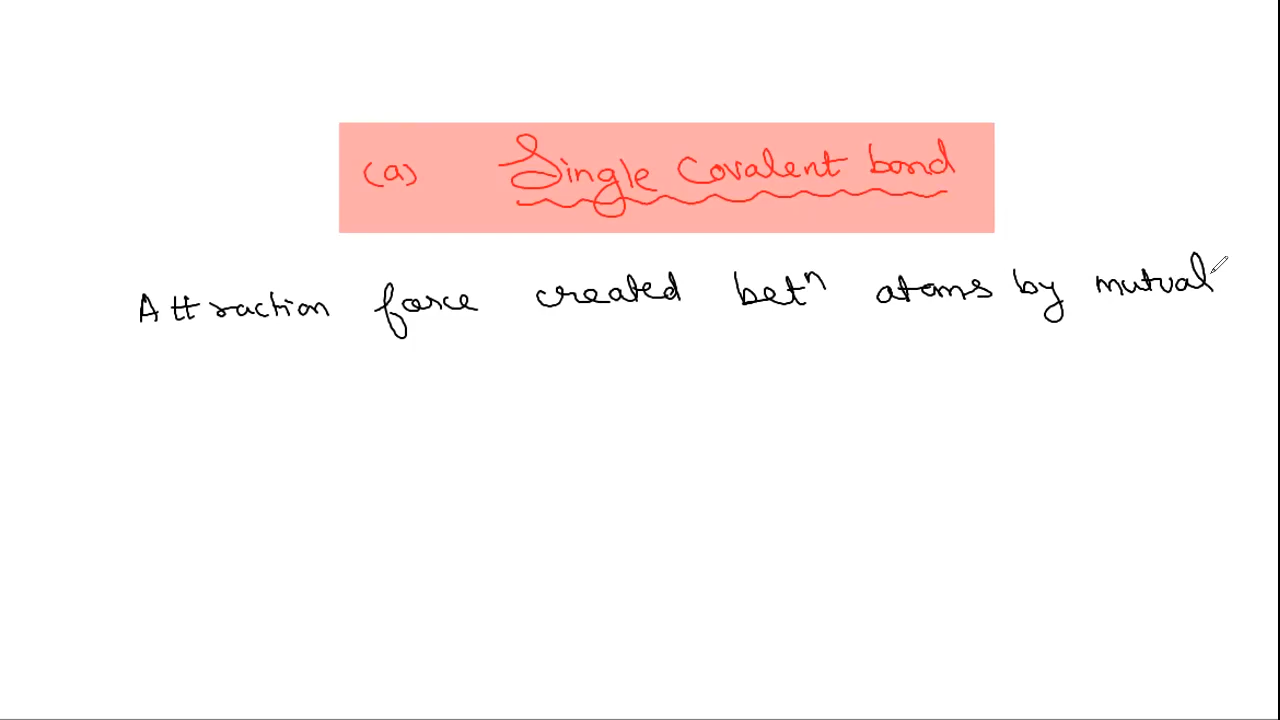 (a) Single Covalent bond
Attraction force created betⁿ atoms by mutual